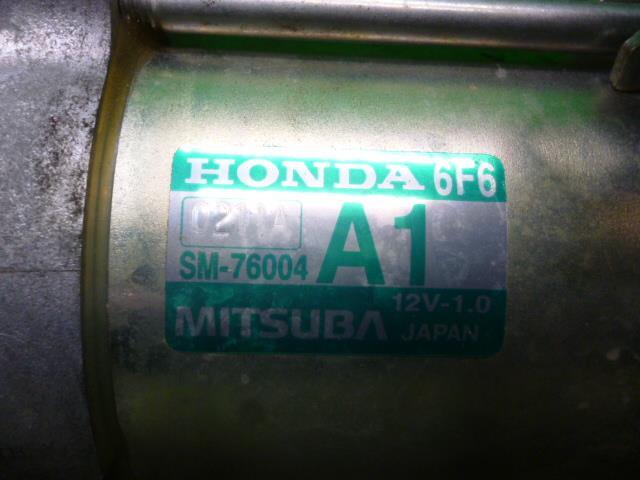 HONDA 6F6
A1
SM-76004
12V-1.0
MITSUBA JAPAN